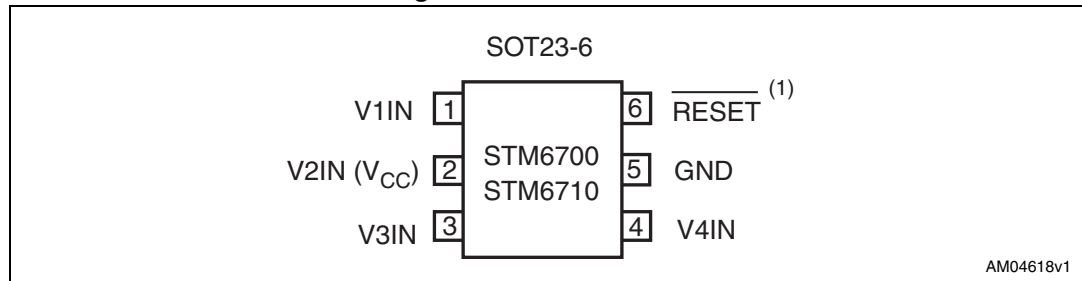 SOT23-6
V1IN 1
V2IN (VCC) 2
V3IN 3
STM6700
STM6710
6 RESET (1)
5 GND
4 V4IN
AM04618v1